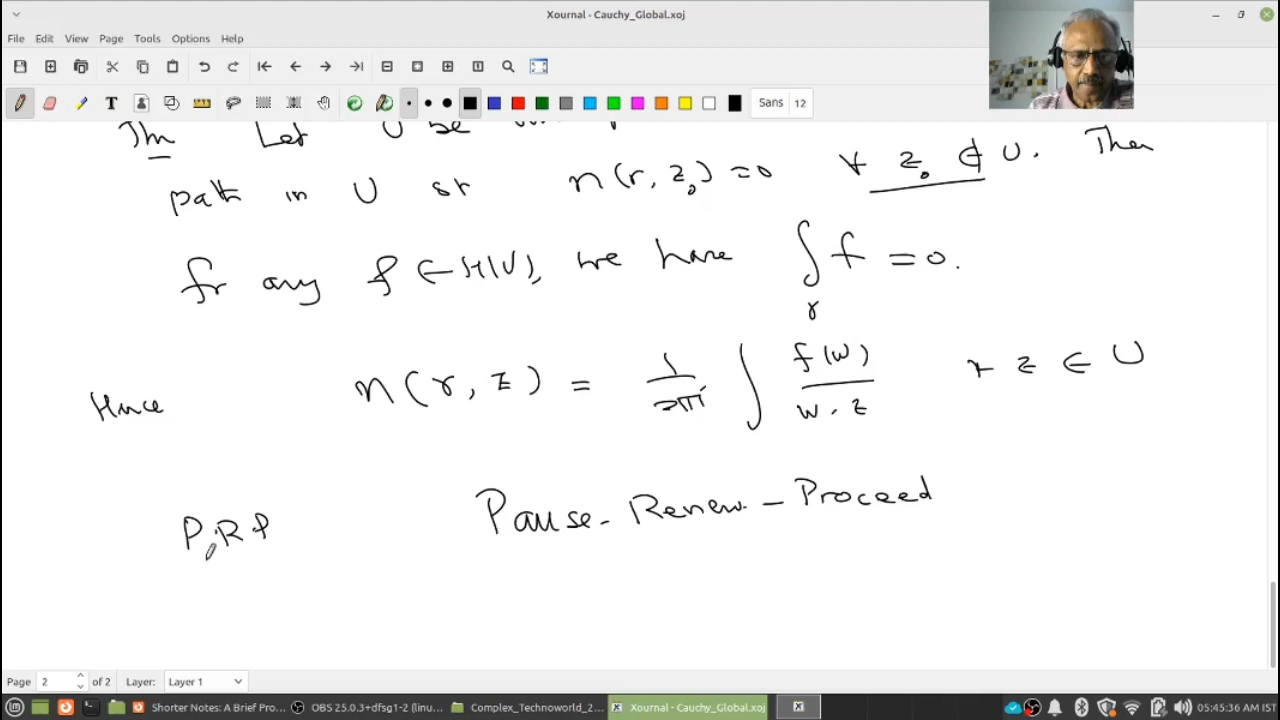 Xournal - Cauchy_Global.xoj
File Edit View Page Tools Options Help
Sans 12
Thm Let U be
path in U st n(γ, z₀) = 0 ∀ z₀ ∉ U. Then
for any f ∈ H(U), we have ∫_γ f = 0.
Hence n(γ, z) = 1/2πi ∫ f(w)/w - z ∀ z ∈ U
P.R.P Pause - Renew - Proceed
Page 2 of 2 Layer: Layer 1
Shorter Notes: A Brief Pro... OBS 25.0.3+dfsg1-2 (linu... Complex_Technoworld_2... Xournal - Cauchy_Global.xoj 05:45:36 AM IST